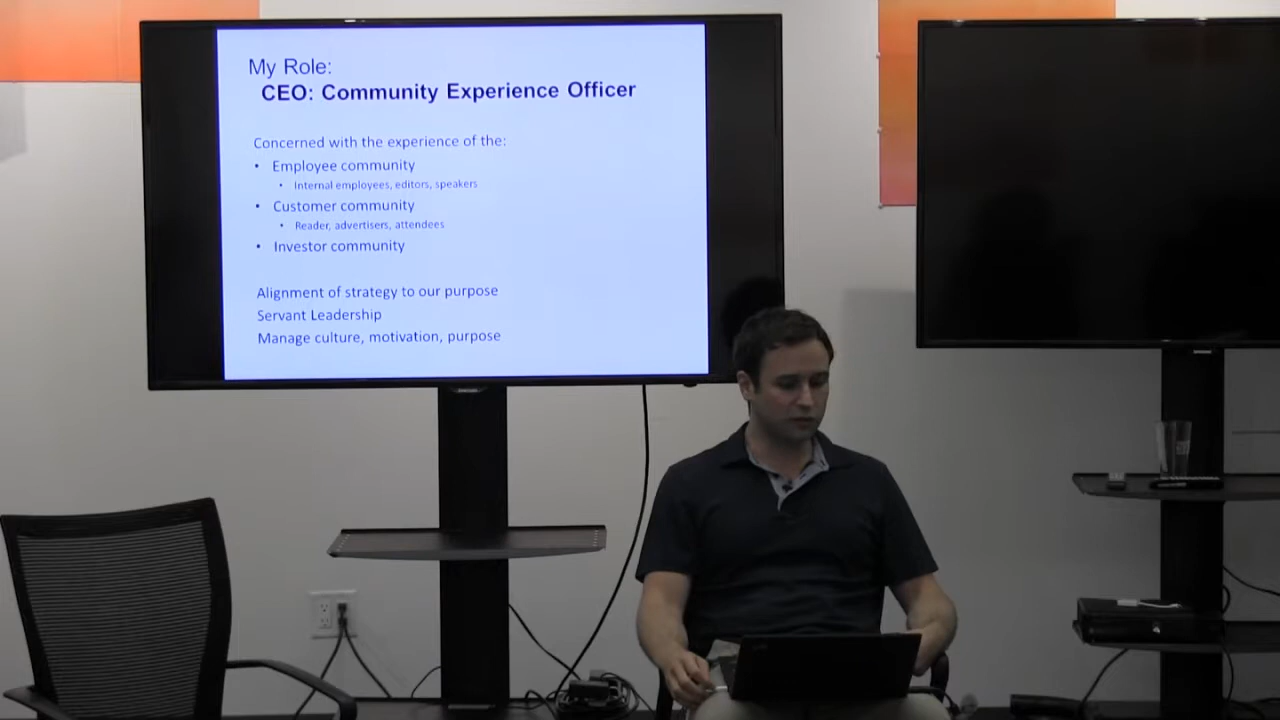 My Role:
CEO: Community Experience Officer
Concerned with the experience of the:
• Employee community
• Internal employees, editors, speakers
• Customer community
• Reader, advertisers, attendees
• Investor community
Alignment of strategy to our purpose
Servant Leadership
Manage culture, motivation, purpose